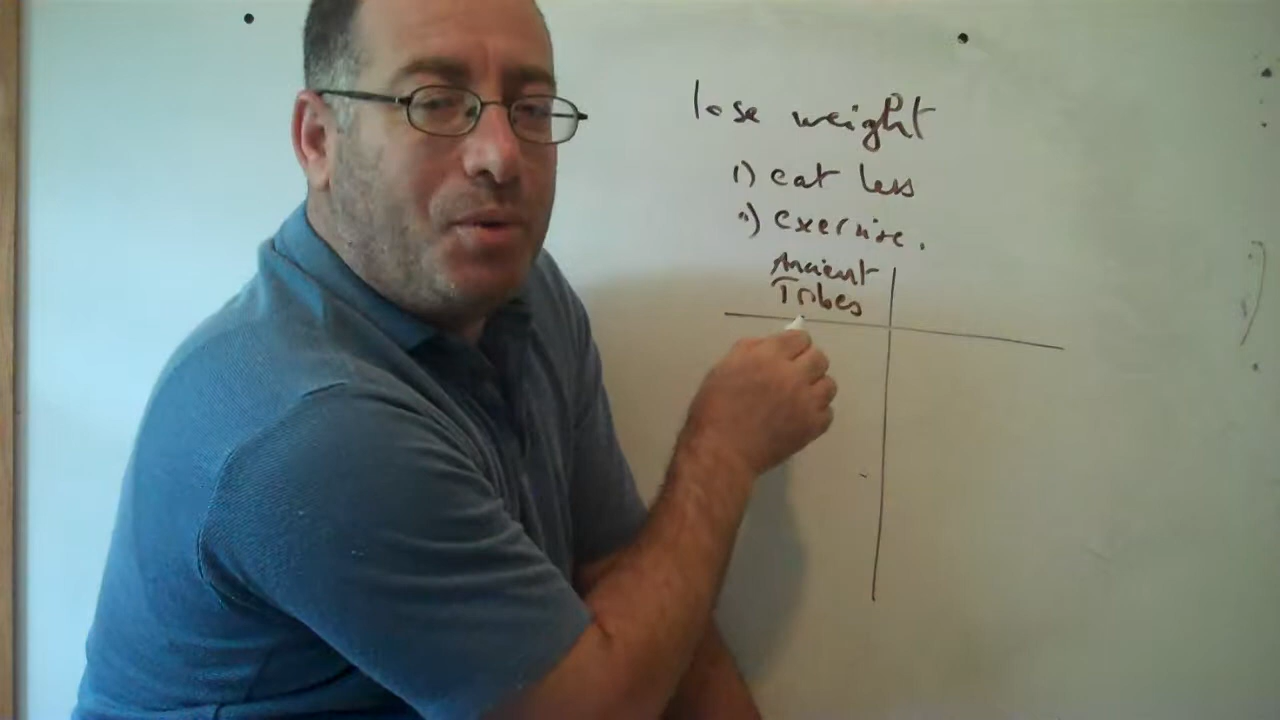 lose weight
1) eat less
2) exercise.
Ancient
Tribes